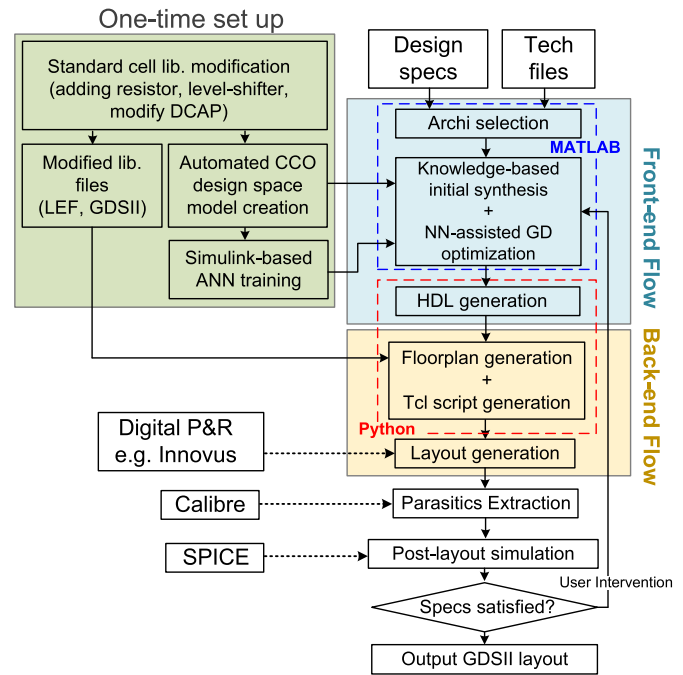 One-time set up
Standard cell lib. modification
(adding resistor, level-shifter,
modify DCAP)
Modified lib.
files
(LEF, GDSII)
Automated CCO
design space
model creation
Simulink-based
ANN training
Design
specs
Tech
files
Archi selection
MATLAB
Knowledge-based
initial synthesis
+
NN-assisted GD
optimization
HDL generation
Front-end Flow
Floorplan generation
+
Tcl script generation
Python
Layout generation
Back-end Flow
Digital P&R
e.g. Innovus
Calibre
Parasitics Extraction
SPICE
Post-layout simulation
User Intervention
Specs satisfied?
Output GDSII layout